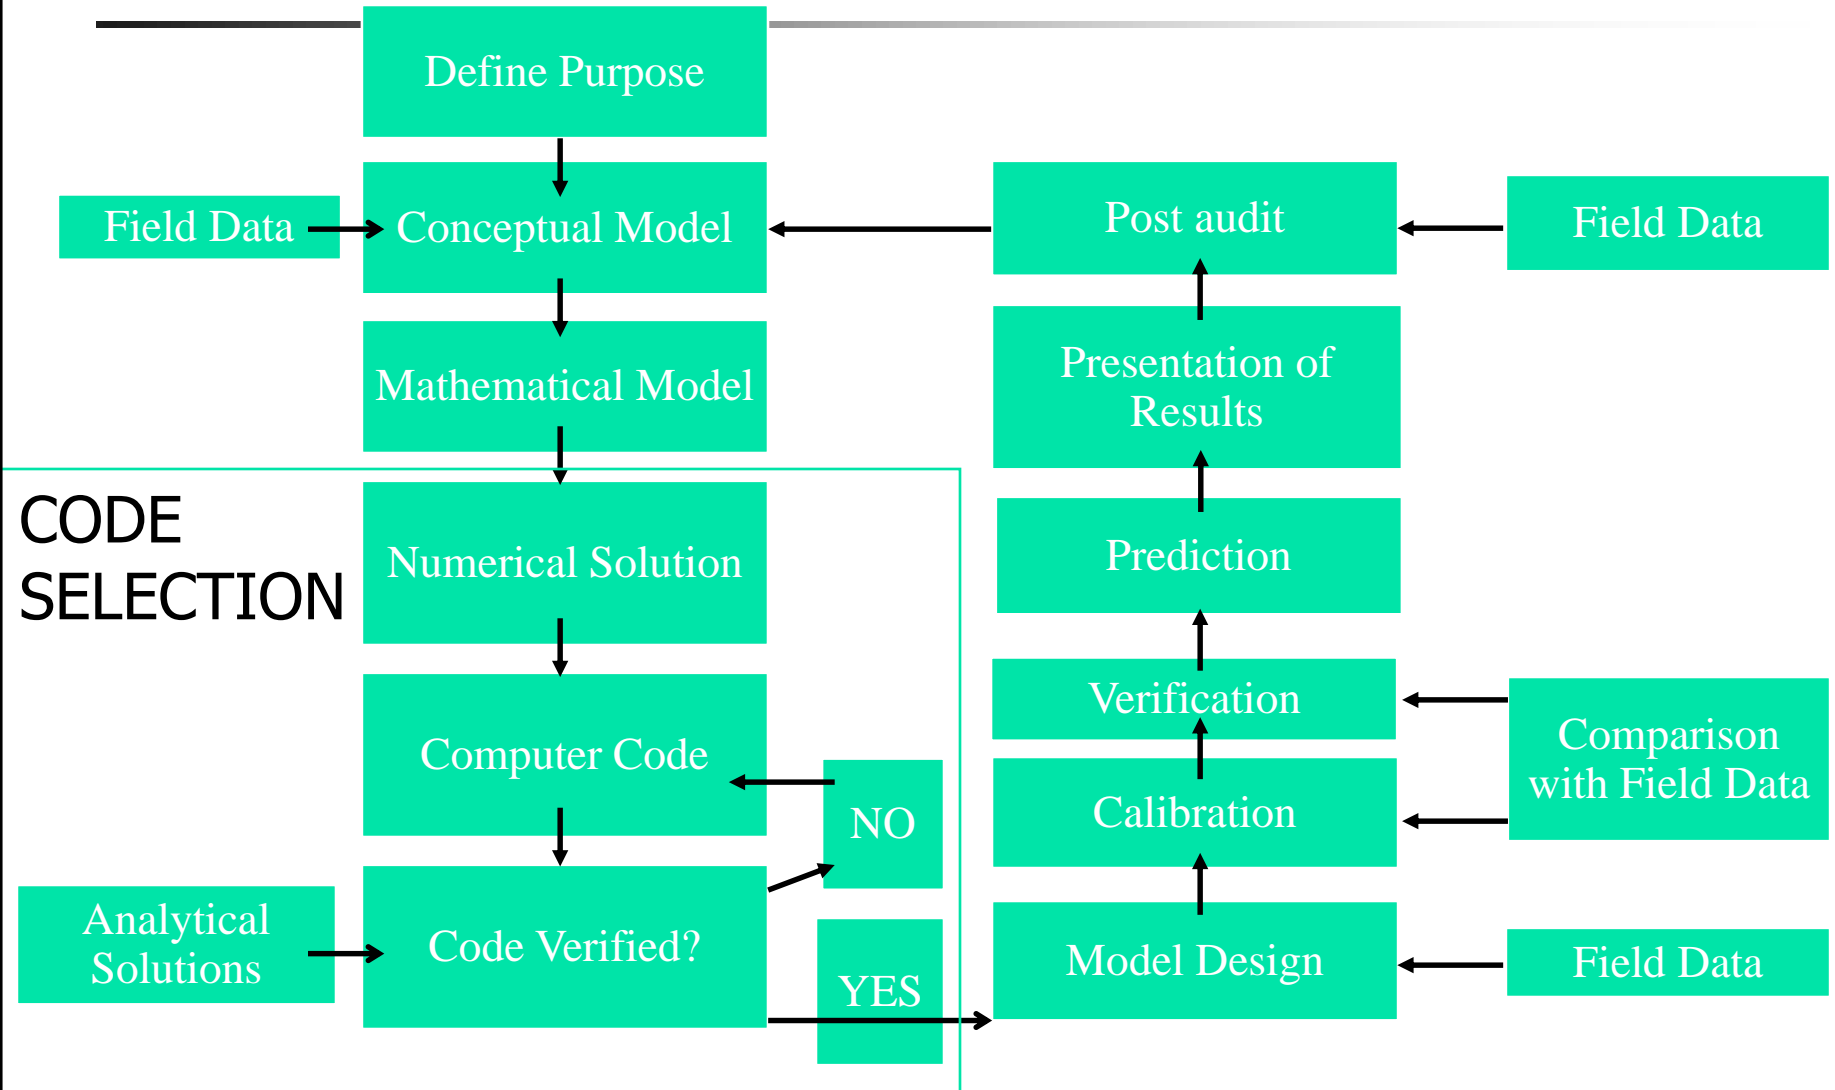 Define Purpose
Field Data
Conceptual Model
Post audit
Field Data
Mathematical Model
Presentation of
Results
CODE
SELECTION
Numerical Solution
Prediction
Computer Code
NO
Verification
Calibration
Comparison
with Field Data
Analytical
Solutions
Code Verified?
YES
Model Design
Field Data